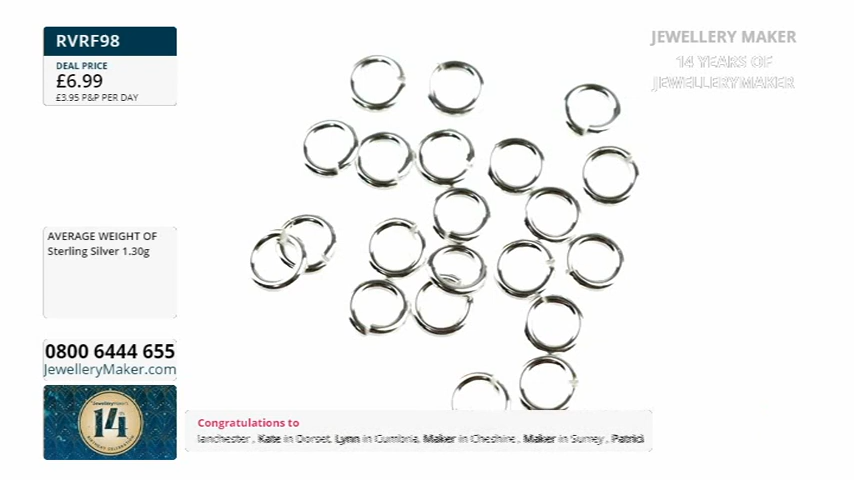 RVRF98
DEAL PRICE
£6.99
£3.95 P&P PER DAY
JEWELLERY MAKER
14 YEARS OF
JEWELLERYMAKER
AVERAGE WEIGHT OF
Sterling Silver 1.30g
0800 6444 655
JewelleryMaker.com
14
Congratulations to
lanchester , Kate in Dorset, Lynn in Cumbria, Maker in Cheshire , Maker in Surrey , Patrici